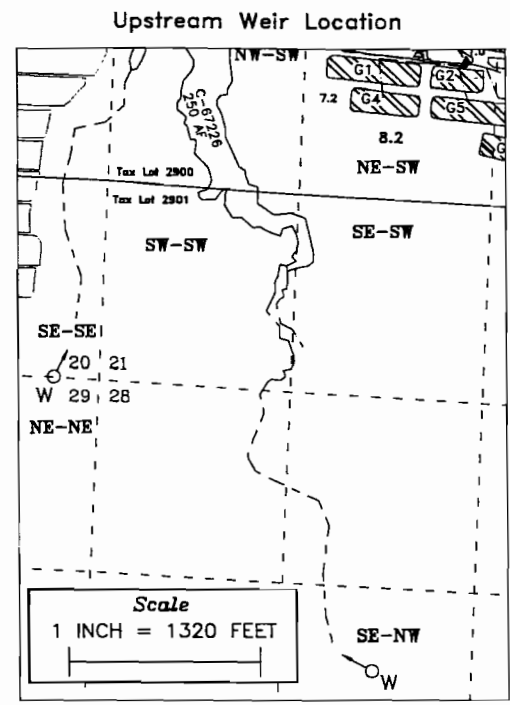 Upstream Weir Location
NW-SW
G1
G2
7.2
G4
G5
C-67226
250 AF
8.2
G
NE-SW
Tax Lot 2900
Tax Lot 2901
SW-SW
SE-SW
SE-SE
20 21
W
29 28
NE-NE
Scale
1 INCH = 1320 FEET
SE-NW
W